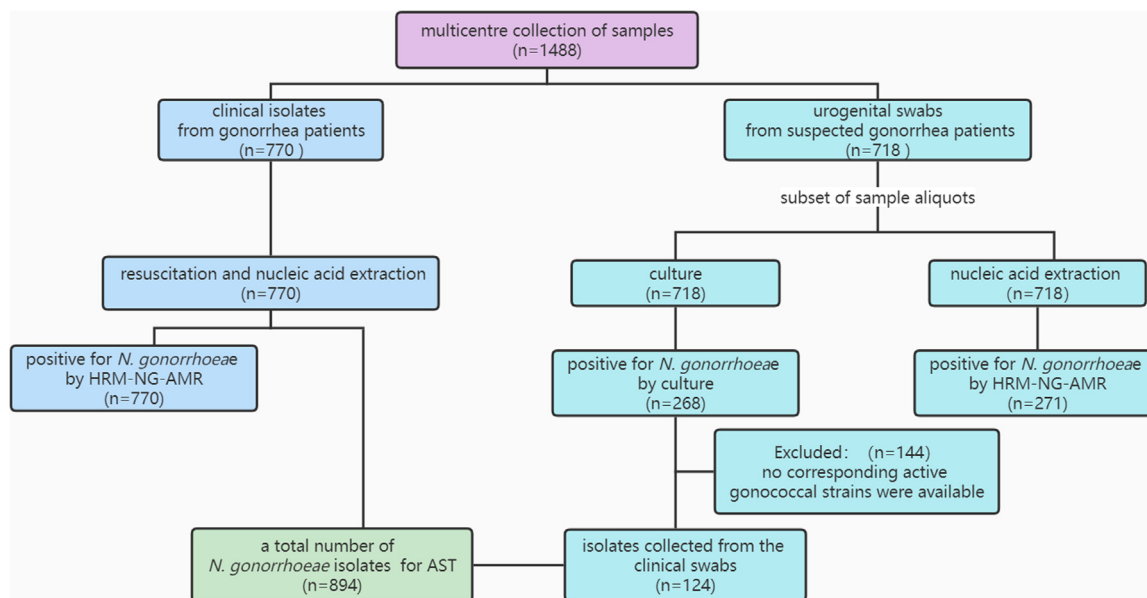 multicentre collection of samples
(n=1488)
clinical isolates
from gonorrhea patients
(n=770 )
urogenital swabs
from suspected gonorrhea patients
(n=718 )
subset of sample aliquots
resuscitation and nucleic acid extraction
(n=770)
culture
(n=718)
nucleic acid extraction
(n=718)
positive for N. gonorrhoeae
by HRM-NG-AMR
(n=770)
positive for N. gonorrhoeae
by culture
(n=268)
positive for N. gonorrhoeae
by HRM-NG-AMR
(n=271)
Excluded： (n=144)
no corresponding active
gonococcal strains were available
a total number of
N. gonorrhoeae isolates for AST
(n=894)
isolates collected from the
clinical swabs
(n=124)